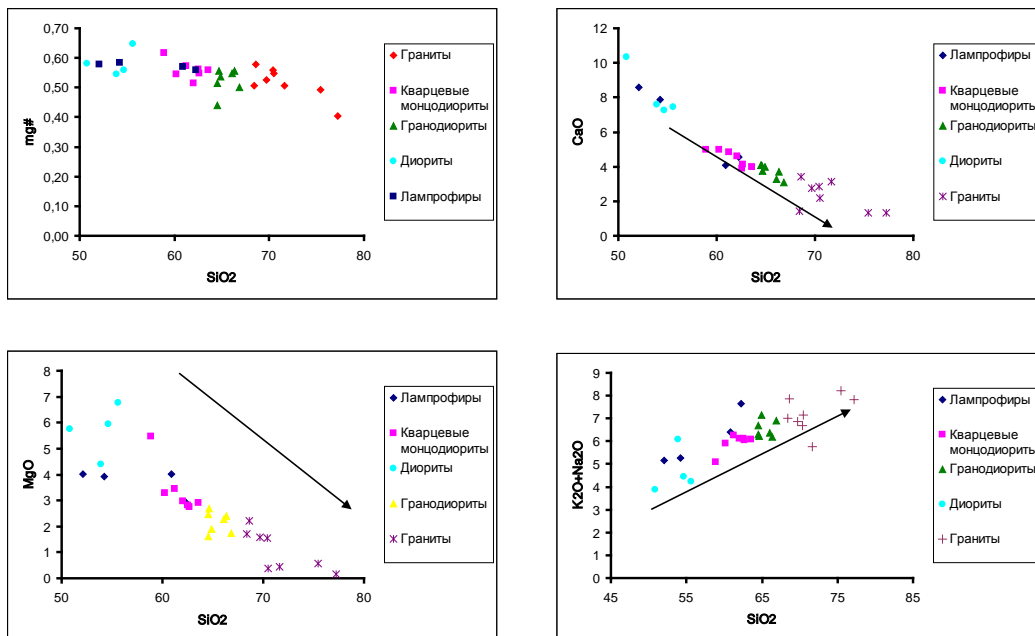 0,70
0,60
0,50
0,40
0,30
0,20
0,10
0,00
50
60
70
80
mg#
SiO2
Граниты
Кварцевые
монцодиориты
Гранодиориты
Диориты
Лампрофиры
12
10
8
6
4
2
0
50
60
70
80
CaO
SiO2
Лампрофиры
Диориты
Кварцевые
монцодиориты
Гранодиориты
Граниты
8
7
6
5
4
3
2
1
0
50
60
70
80
MgO
SiO2
Лампрофиры
Кварцевые
монцодиориты
Диориты
Гранодиориты
Граниты
9
8
7
6
5
4
3
2
1
0
45
55
65
75
85
K2O+Na2O
SiO2
Лампрофиры
Кварцевые
монцодиориты
Гранодиориты
Диориты
Граниты